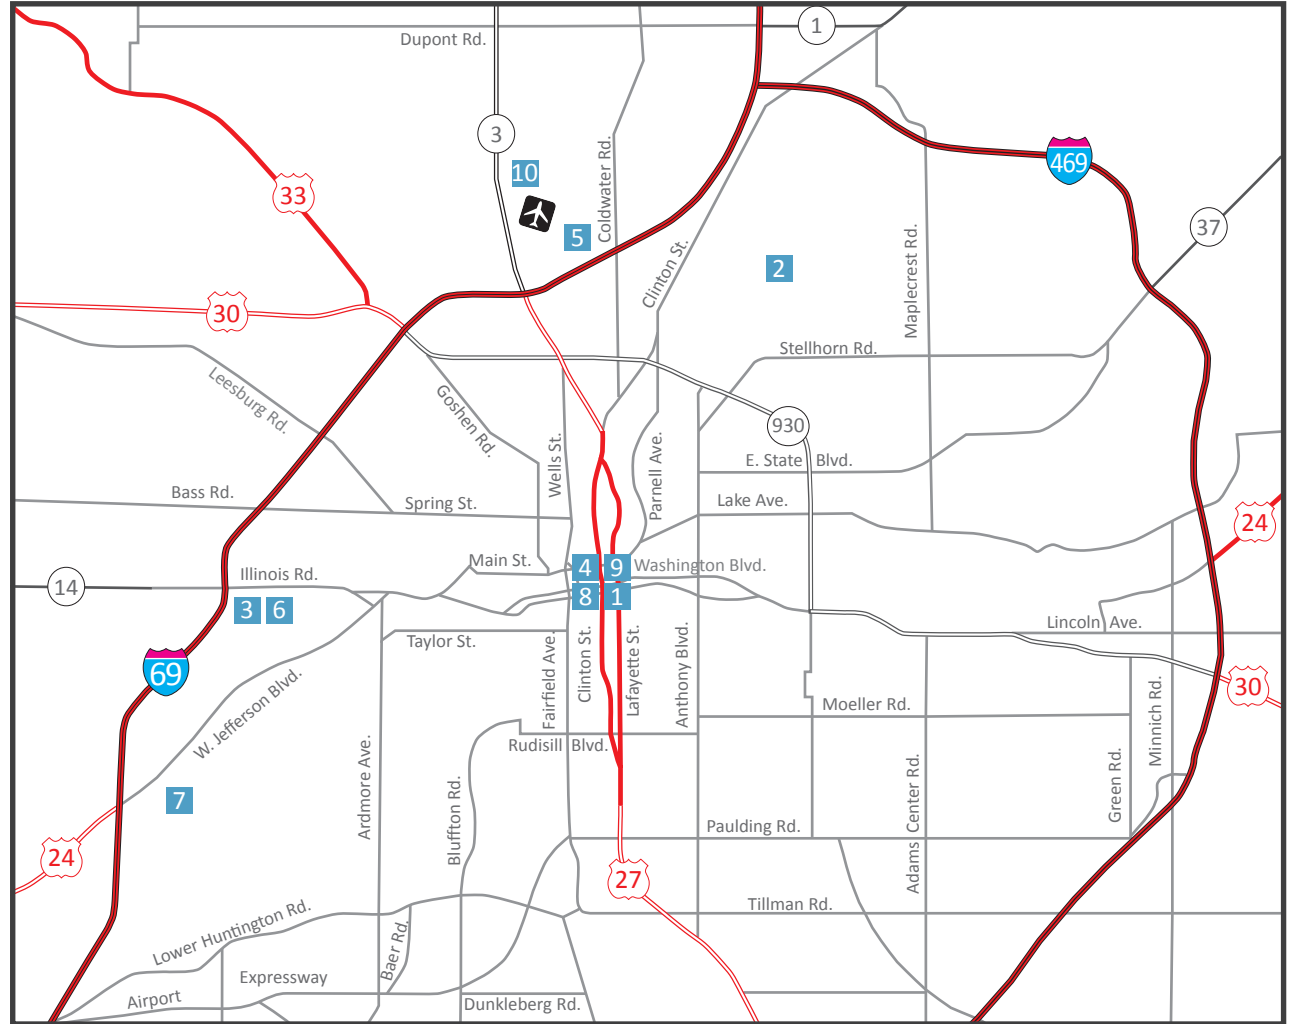 1
Dupont Rd.
3
469
10
Coldwater Rd.
33
37
5
Clinton St.
2
Maplecrest Rd.
30
Stellhorn Rd.
Leesburg Rd.
Goshen Rd.
930
Wells St.
Parnell Ave.
E. State Blvd.
Bass Rd.
Spring St.
Lake Ave.
24
Main St.
4
9
Washington Blvd.
14
Illinois Rd.
3
6
8
1
Lincoln Ave.
Taylor St.
Fairfield Ave.
Clinton St.
Lafayette St.
Anthony Blvd.
69
30
Minnich Rd.
Moeller Rd.
W. Jefferson Blvd.
Rudisill Blvd.
Ardmore Ave.
Bluffton Rd.
Green Rd.
Adams Center Rd.
7
Paulding Rd.
24
27
Tillman Rd.
Lower Huntington Rd.
Baer Rd.
Expressway
Airport
Dunkleberg Rd.